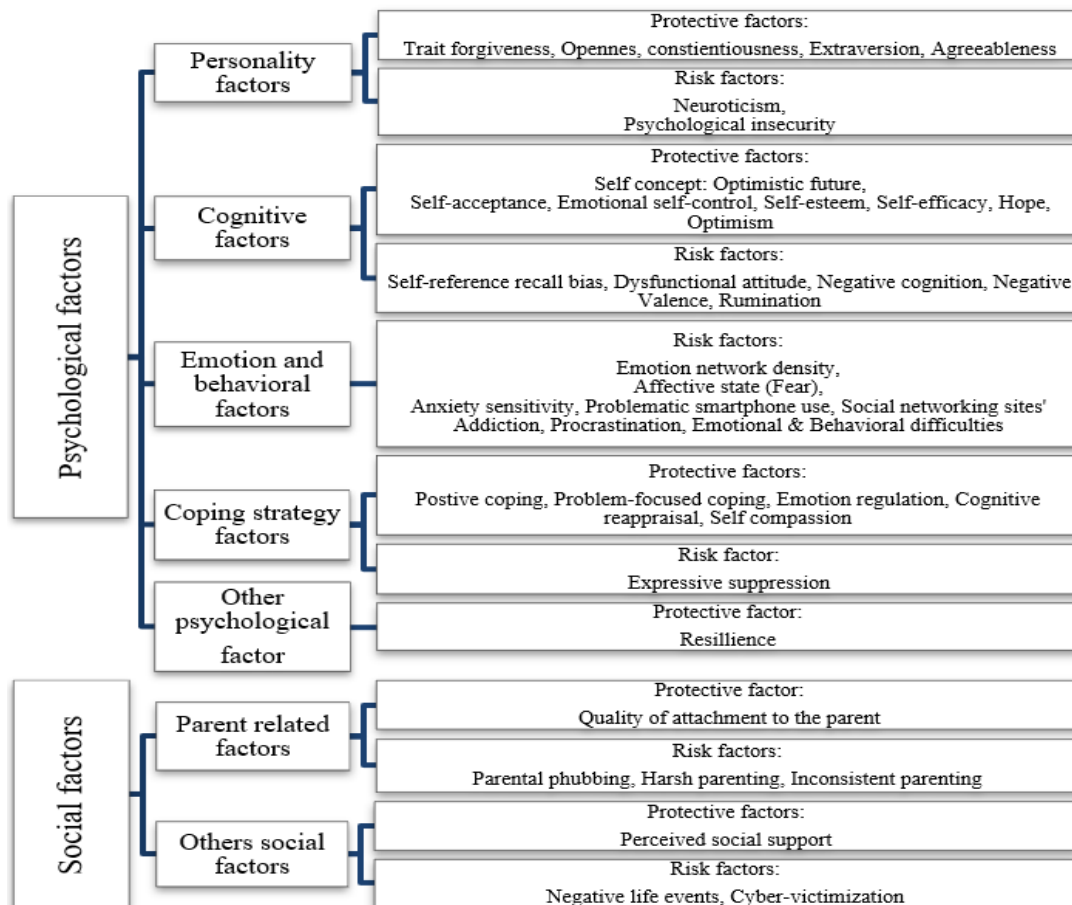 Psychological factors
Personality
factors
Protective factors:
Trait forgiveness, Opennes, constientiousness, Extraversion, Agreeableness
Risk factors:
Neuroticism,
Psychological insecurity
Cognitive
factors
Protective factors:
Self concept: Optimistic future,
Self-acceptance, Emotional self-control, Self-esteem, Self-efficacy, Hope,
Optimism
Risk factors:
Self-reference recall bias, Dysfunctional attitude, Negative cognition, Negative
Valence, Rumination
Emotion and
behavioral
factors
Risk factors:
Emotion network density,
Affective state (Fear),
Anxiety sensitivity, Problematic smartphone use, Social networking sites'
Addiction, Procrastination, Emotional & Behavioral difficulties
Coping strategy
factors
Protective factors:
Postive coping, Problem-focused coping, Emotion regulation, Cognitive
reappraisal, Self compassion
Risk factor:
Expressive suppression
Other
psychological
factor
Protective factor:
Resillience
Social factors
Parent related
factors
Protective factor:
Quality of attachment to the parent
Risk factors:
Parental phubbing, Harsh parenting, Inconsistent parenting
Others social
factors
Protective factors:
Perceived social support
Risk factors:
Negative life events, Cyber-victimization